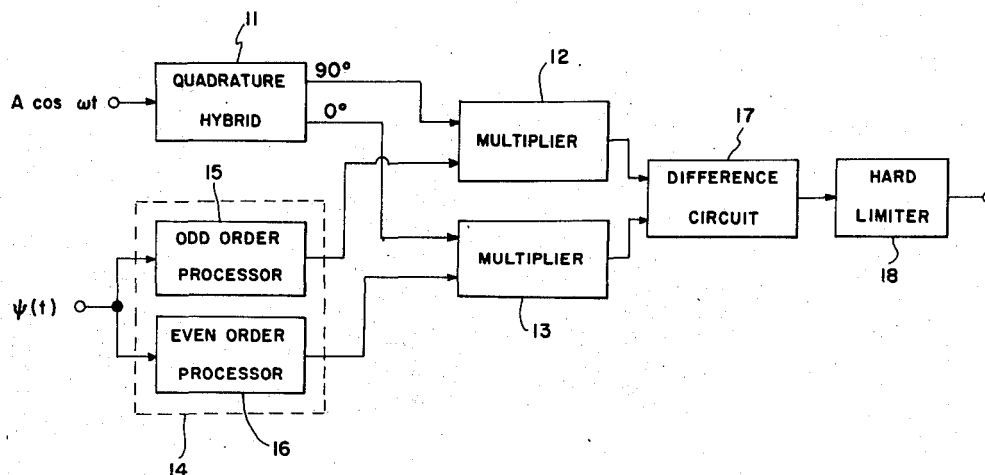 11
QUADRATURE
HYBRID
90°
0°
A cos ωt
12
MULTIPLIER
17
DIFFERENCE
CIRCUIT
HARD
LIMITER
18
15
ODD ORDER
PROCESSOR
MULTIPLIER
13
ψ(t)
EVEN ORDER
PROCESSOR
14
16